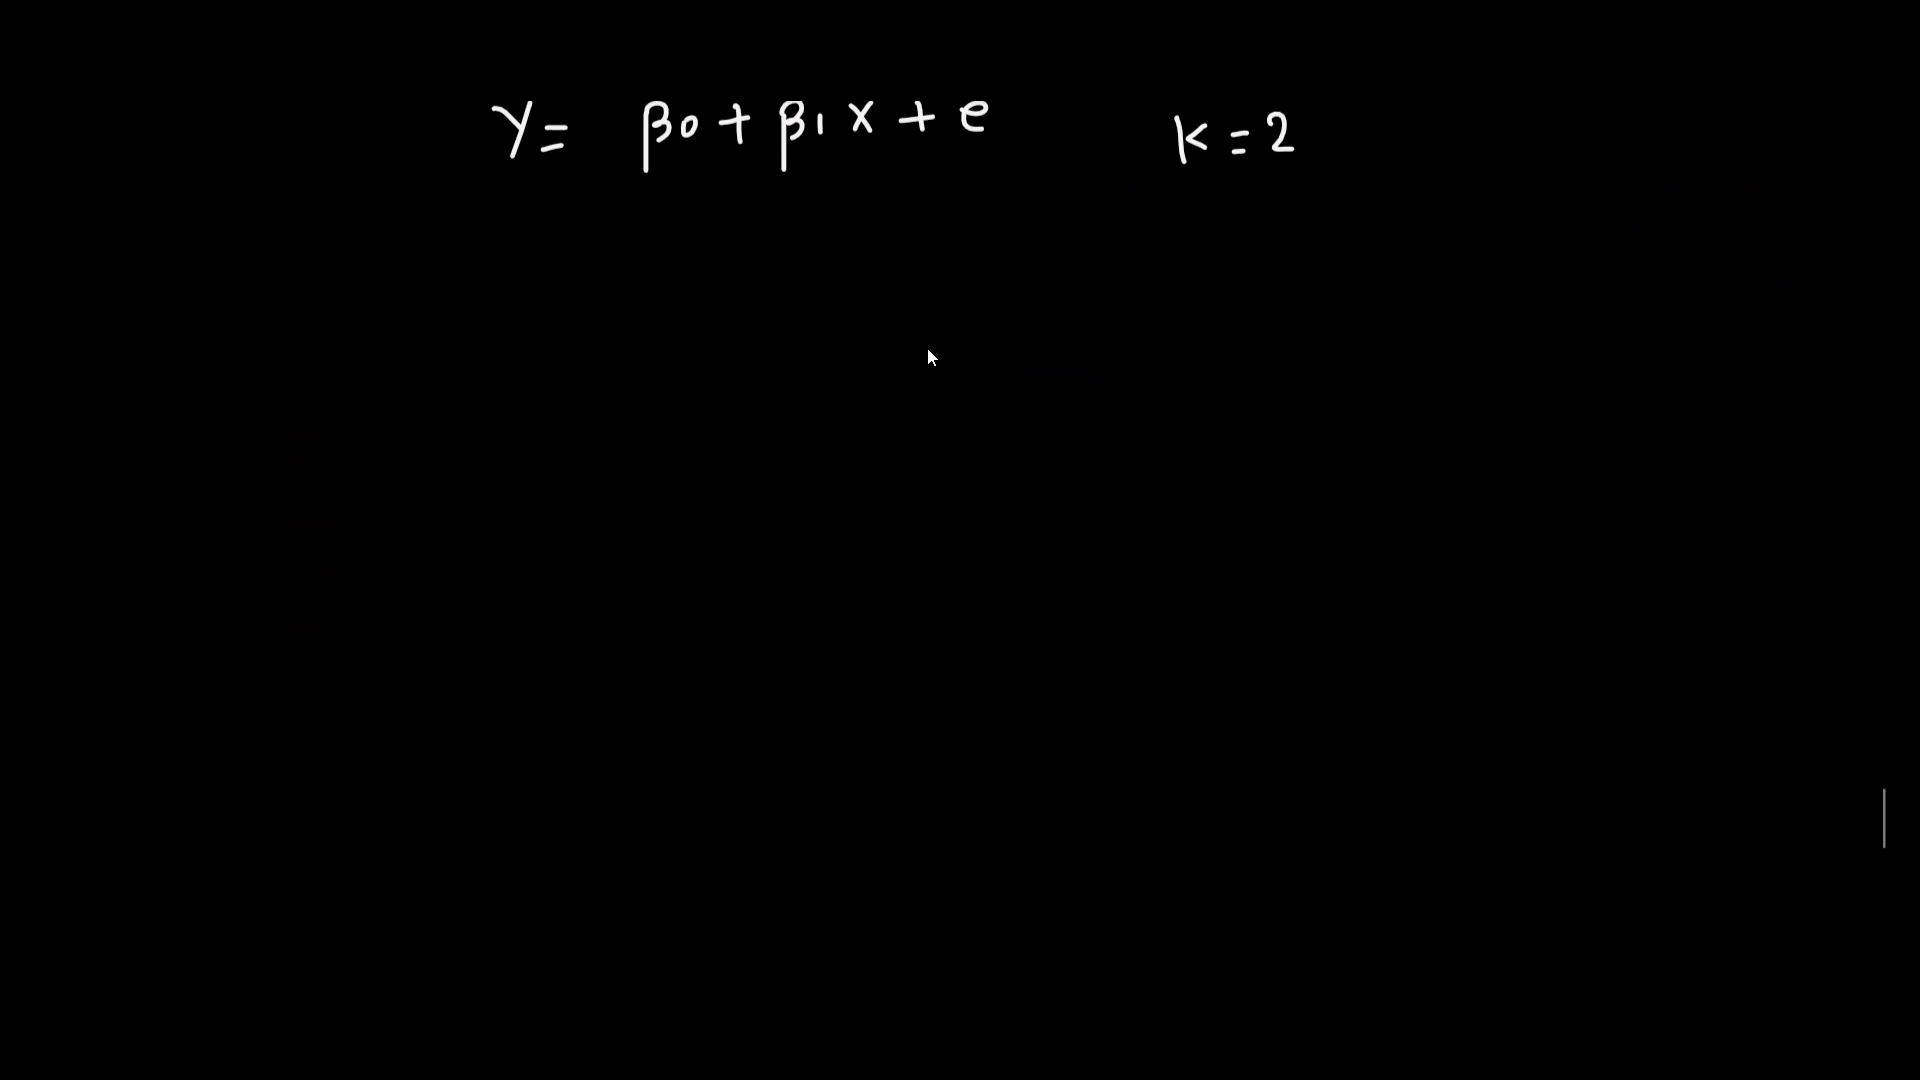 y = β0 + β1 x + e K = 2